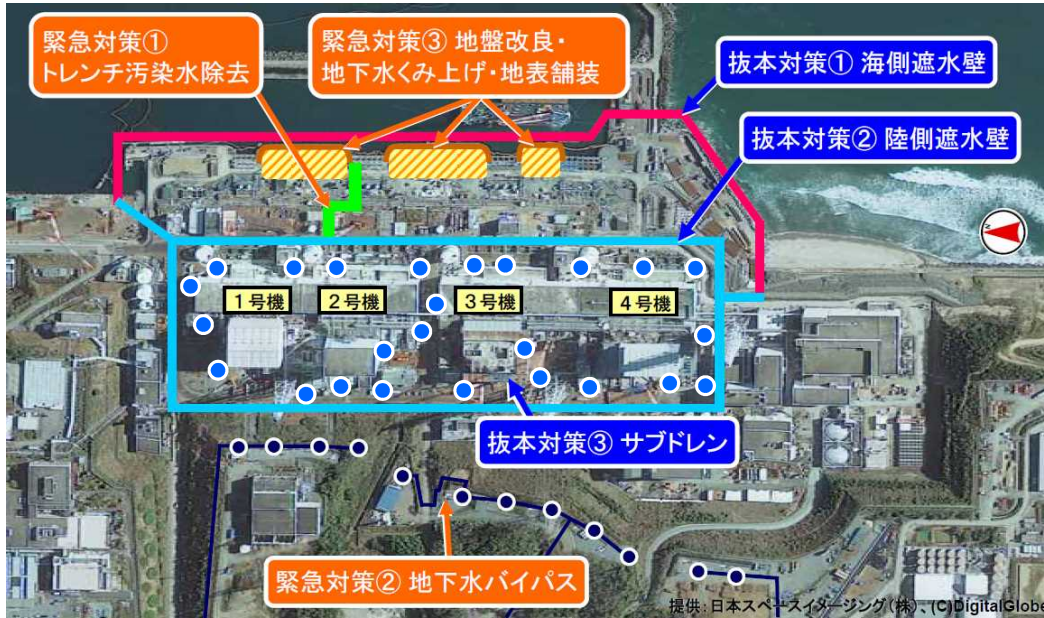 緊急対策①
トレンチ汚染水除去
緊急対策③ 地盤改良・
地下水くみ上げ・地表舗装
抜本対策① 海側遮水壁
抜本対策② 陸側遮水壁
N
1号機
2号機
3号機
4号機
抜本対策③ サブドレン
緊急対策② 地下水バイパス
提供：日本スペースイメージング（株）、(C)DigitalGlobe